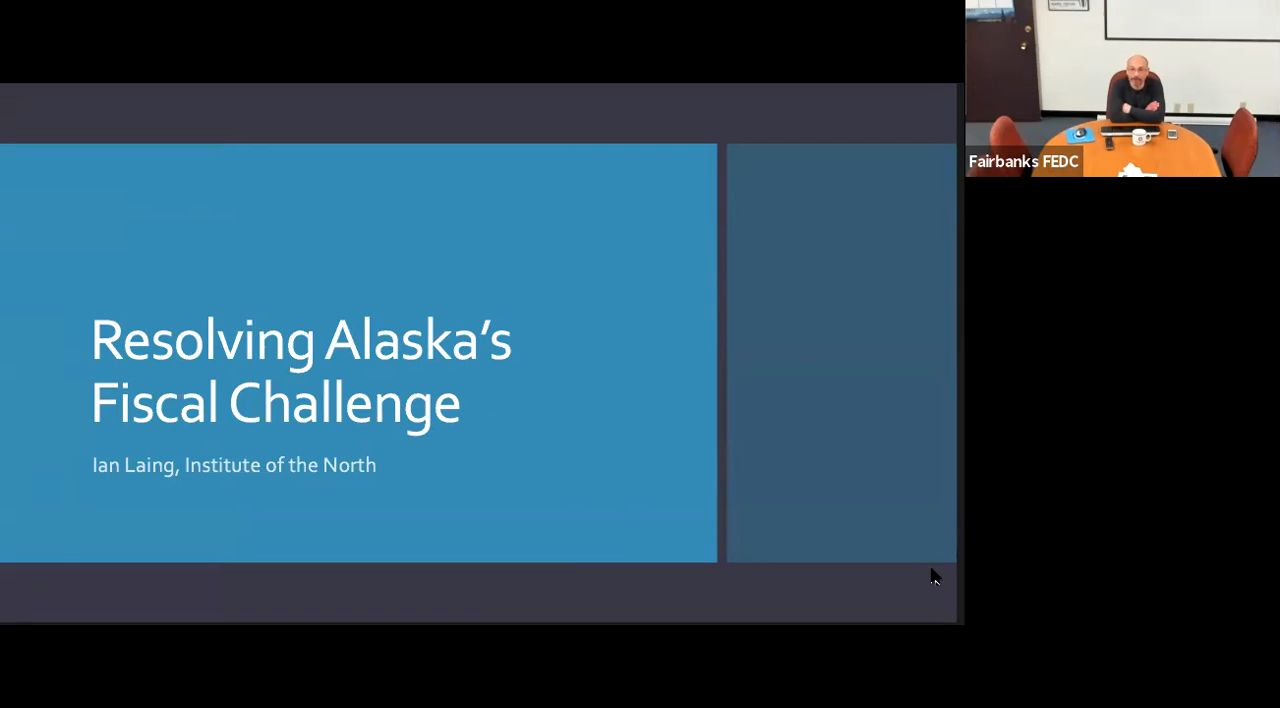 Resolving Alaska’s
Fiscal Challenge
Ian Laing, Institute of the North
Fairbanks FEDC